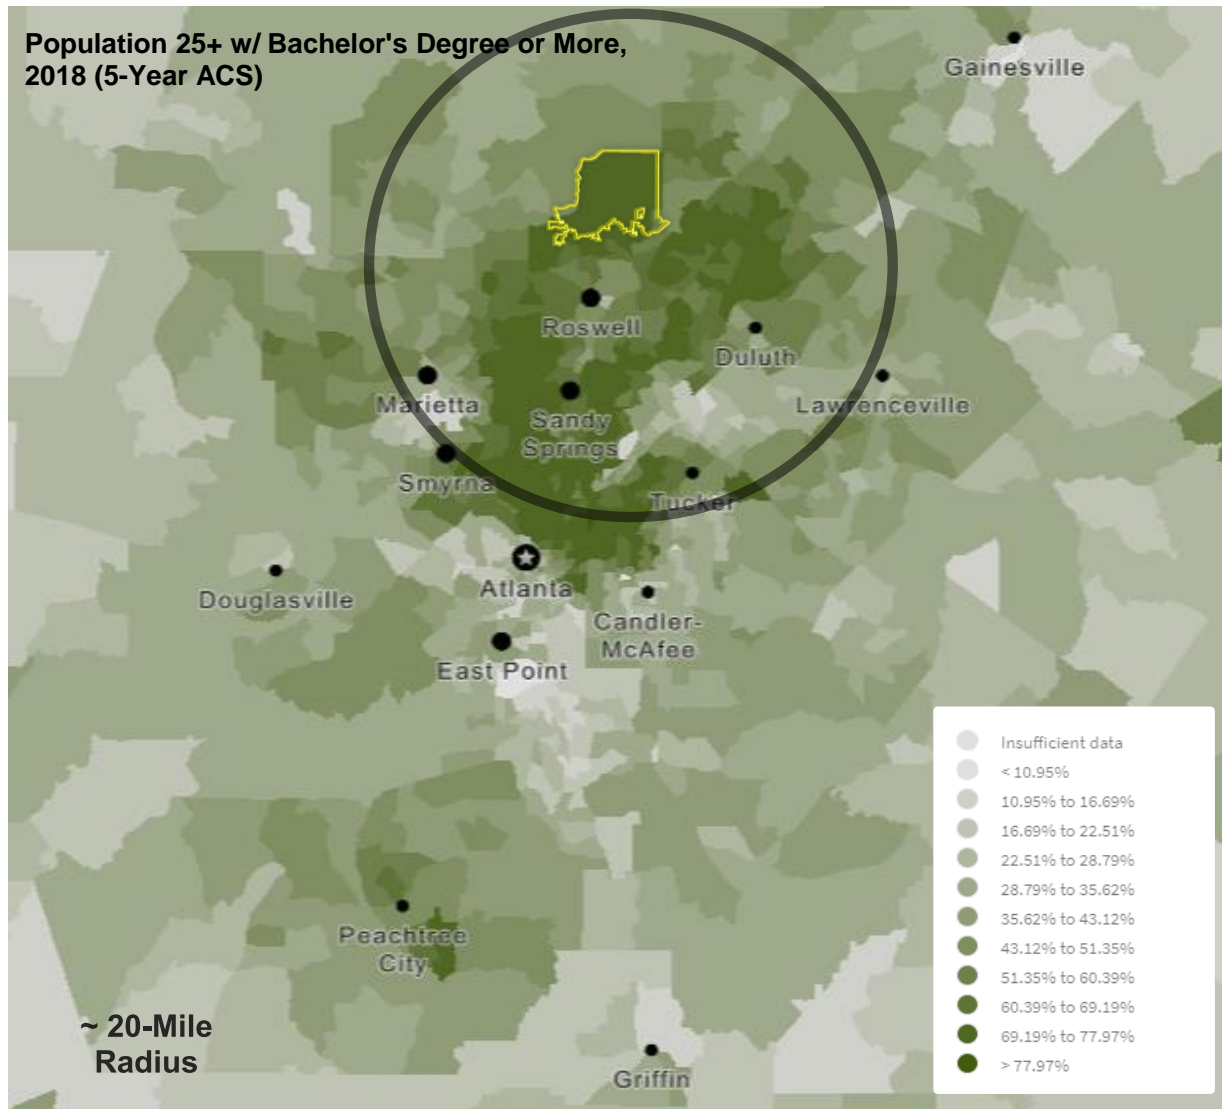 Population 25+ w/ Bachelor's Degree or More,
2018 (5-Year ACS)
Gainesville
Roswell
Duluth
Marietta
Lawrenceville
Sandy
Springs
Smyrna
Tucker
Atlanta
Douglasville
Candler-
McAfee
East Point
Peachtree
City
~ 20-Mile
Radius
Griffin
Insufficient data
< 10.95%
10.95% to 16.69%
16.69% to 22.51%
22.51% to 28.79%
28.79% to 35.62%
35.62% to 43.12%
43.12% to 51.35%
51.35% to 60.39%
60.39% to 69.19%
69.19% to 77.97%
> 77.97%